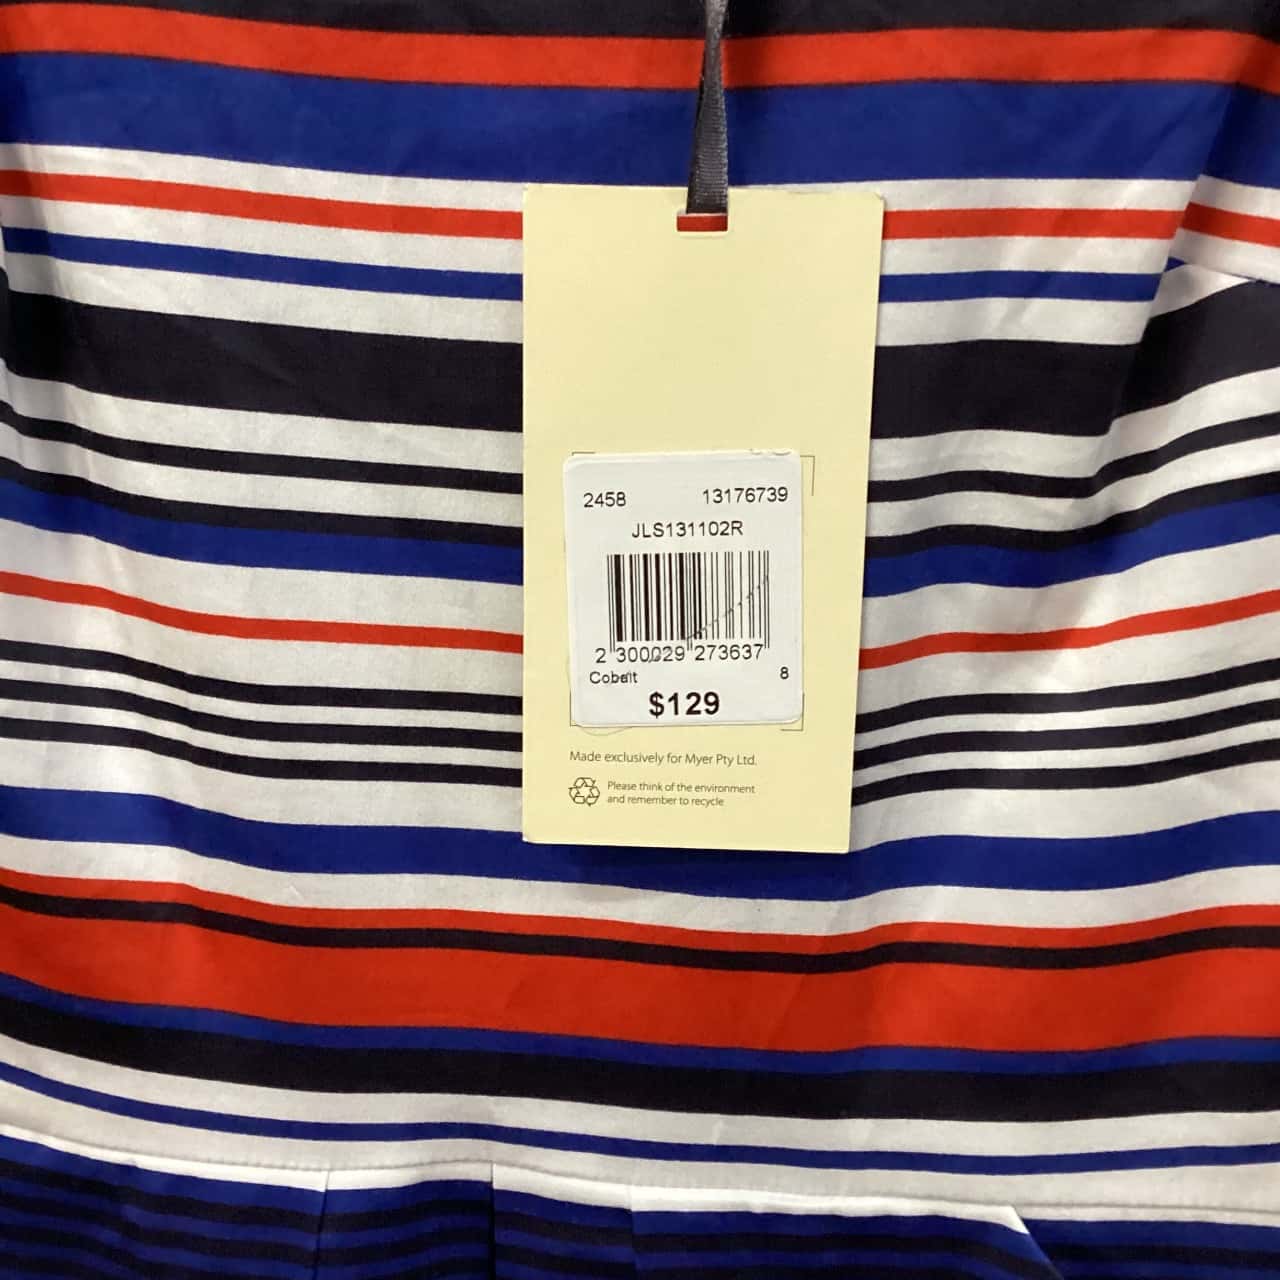 2458 13176739
JLS131102R
2 300029 273637
Cobalt 8
$129
Made exclusively for Myer Pty Ltd.
Please think of the environment
and remember to recycle